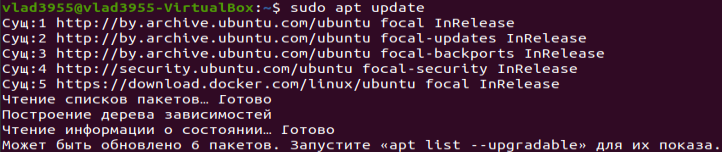 vlad3955@vlad3955-VirtualBox:~$ sudo apt update
Сущ:1 http://by.archive.ubuntu.com/ubuntu focal InRelease
Сущ:2 http://by.archive.ubuntu.com/ubuntu focal-updates InRelease
Сущ:3 http://by.archive.ubuntu.com/ubuntu focal-backports InRelease
Сущ:4 http://security.ubuntu.com/ubuntu focal-security InRelease
Сущ:5 https://download.docker.com/linux/ubuntu focal InRelease
Чтение списков пакетов… Готово
Построение дерева зависимостей
Чтение информации о состоянии… Готово
Может быть обновлено 6 пакетов. Запустите «apt list --upgradable» для их показа.